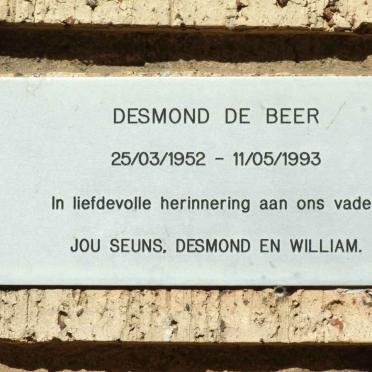 DESMOND DE BEER
25/03/1952 - 11/05/1993
In liefdevolle herinnering aan ons vade
JOU SEUNS, DESMOND EN WILLIAM.